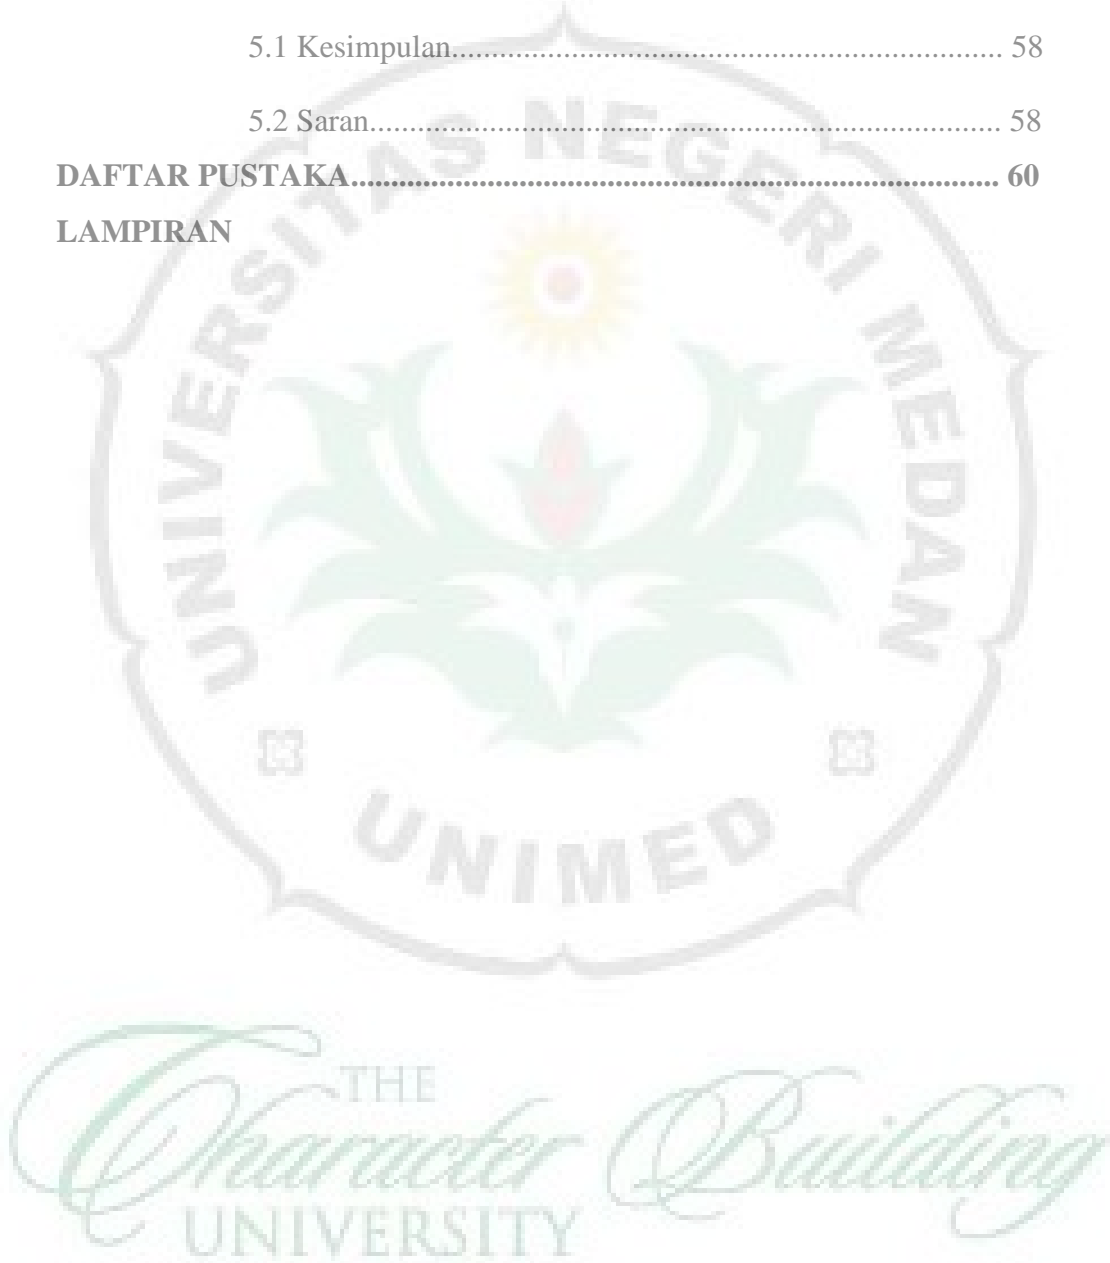 5.1 Kesimpulan..................................................................... 58
5.2 Saran............................................................................... 58
DAFTAR PUSTAKA................................................................................ 60
LAMPIRAN
UNIVERSITAS NEGERI MEDAN
UNIMED
THE
Character Building
UNIVERSITY